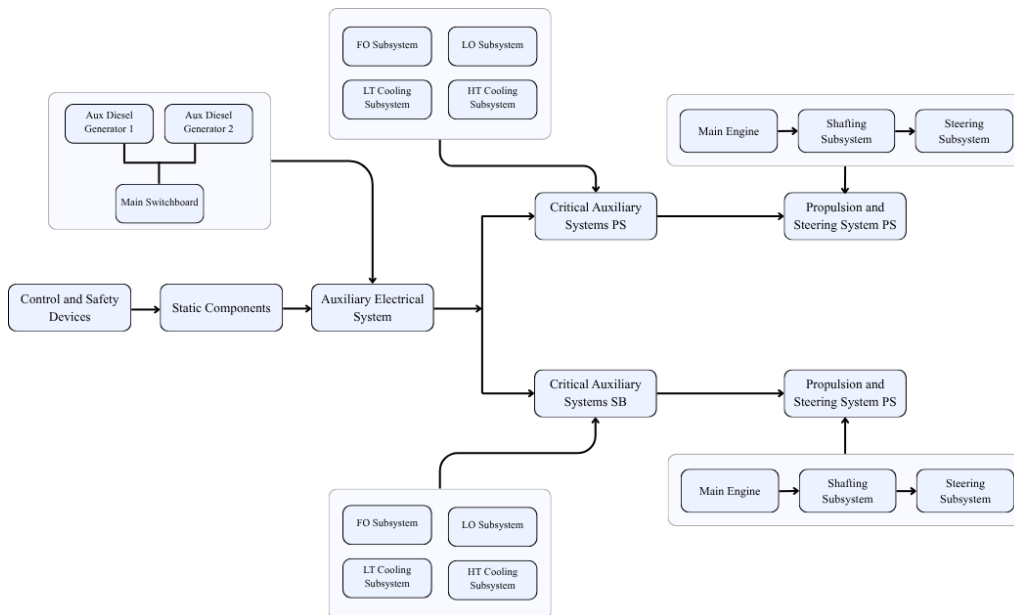 FO Subsystem
LO Subsystem
LT Cooling
Subsystem
HT Cooling
Subsystem
Aux Diesel
Generator 1
Aux Diesel
Generator 2
Main Switchboard
Main Engine
Shafting
Subsystem
Steering
Subsystem
Critical Auxiliary
Systems PS
Propulsion and
Steering System PS
Control and Safety
Devices
Static Components
Auxiliary Electrical
System
Critical Auxiliary
Systems SB
Propulsion and
Steering System PS
Main Engine
Shafting
Subsystem
Steering
Subsystem
FO Subsystem
LO Subsystem
LT Cooling
Subsystem
HT Cooling
Subsystem